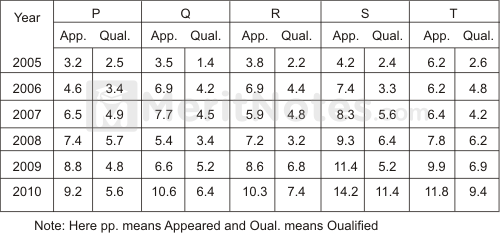 Year P Q R S T
App. Qual. App. Qual. App. Qual. App. Qual. App. Qual.
2005 3.2 2.5 3.5 1.4 3.8 2.2 4.2 2.4 6.2 2.6
2006 4.6 3.4 6.9 4.2 6.9 4.4 7.4 3.3 6.2 4.8
2007 6.5 4.9 7.7 4.5 5.9 4.8 8.3 5.6 6.4 4.2
2008 7.4 5.7 5.4 3.4 7.2 3.2 9.3 6.4 7.8 6.2
2009 8.8 4.8 6.6 5.2 8.6 6.8 11.4 5.2 9.9 6.9
2010 9.2 5.6 10.6 6.4 10.3 7.4 14.2 11.4 11.8 9.4
MeritNotes.com
Note: Here pp. means Appeared and Oual. means Oualified